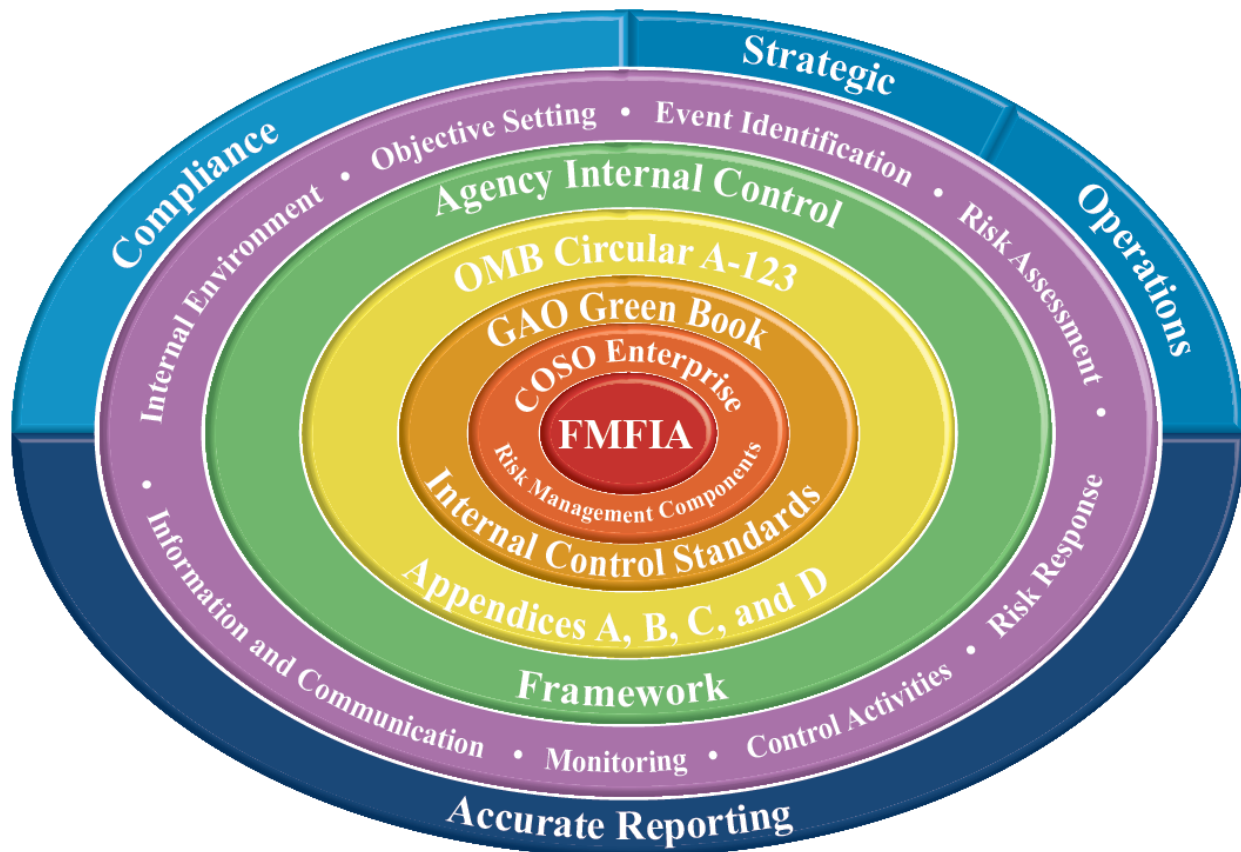 Compliance
Strategic
Operations
Accurate Reporting
Internal Environment • Objective Setting • Event Identification • Risk Assessment •
Risk Response • Control Activities • Monitoring • Information and Communication •
Agency Internal Control
Framework
OMB Circular A-123
Appendices A, B, C, and D
GAO Green Book
Internal Control Standards
COSO Enterprise
Risk Management Components
FMFIA